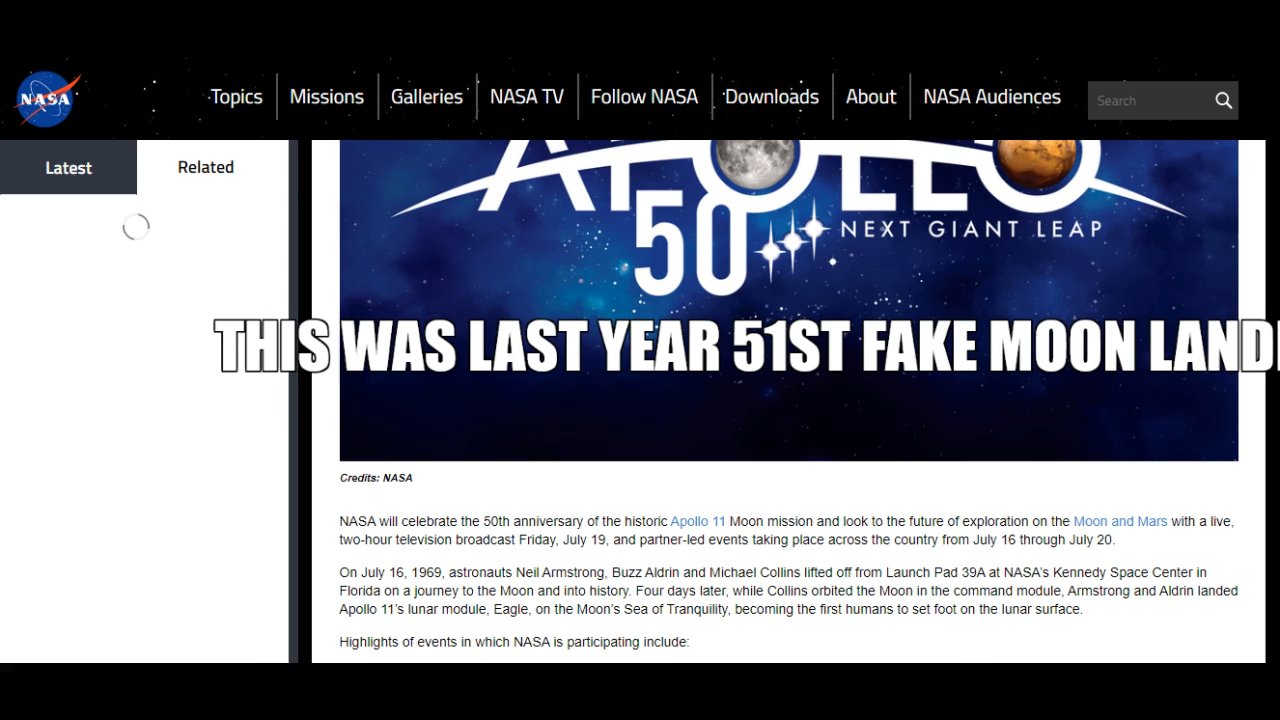 NASA
Topics
Missions
Galleries
NASA TV
Follow NASA
Downloads
About
NASA Audiences
Search
Latest
Related
APOLLO
50
NEXT GIANT LEAP
THIS WAS LAST YEAR 51ST FAKE MOON LAND
Credits: NASA
NASA will celebrate the 50th anniversary of the historic Apollo 11 Moon mission and look to the future of exploration on the Moon and Mars with a live,
two-hour television broadcast Friday, July 19, and partner-led events taking place across the country from July 16 through July 20.
On July 16, 1969, astronauts Neil Armstrong, Buzz Aldrin and Michael Collins lifted off from Launch Pad 39A at NASA's Kennedy Space Center in
Florida on a journey to the Moon and into history. Four days later, while Collins orbited the Moon in the command module, Armstrong and Aldrin landed
Apollo 11's lunar module, Eagle, on the Moon's Sea of Tranquility, becoming the first humans to set foot on the lunar surface.
Highlights of events in which NASA is participating include: